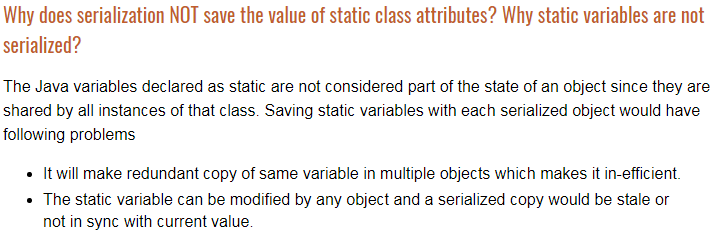 Why does serialization NOT save the value of static class attributes? Why static variables are not
serialized?
The Java variables declared as static are not considered part of the state of an object since they are
shared by all instances of that class. Saving static variables with each serialized object would have
following problems
• It will make redundant copy of same variable in multiple objects which makes it in-efficient.
• The static variable can be modified by any object and a serialized copy would be stale or
not in sync with current value.